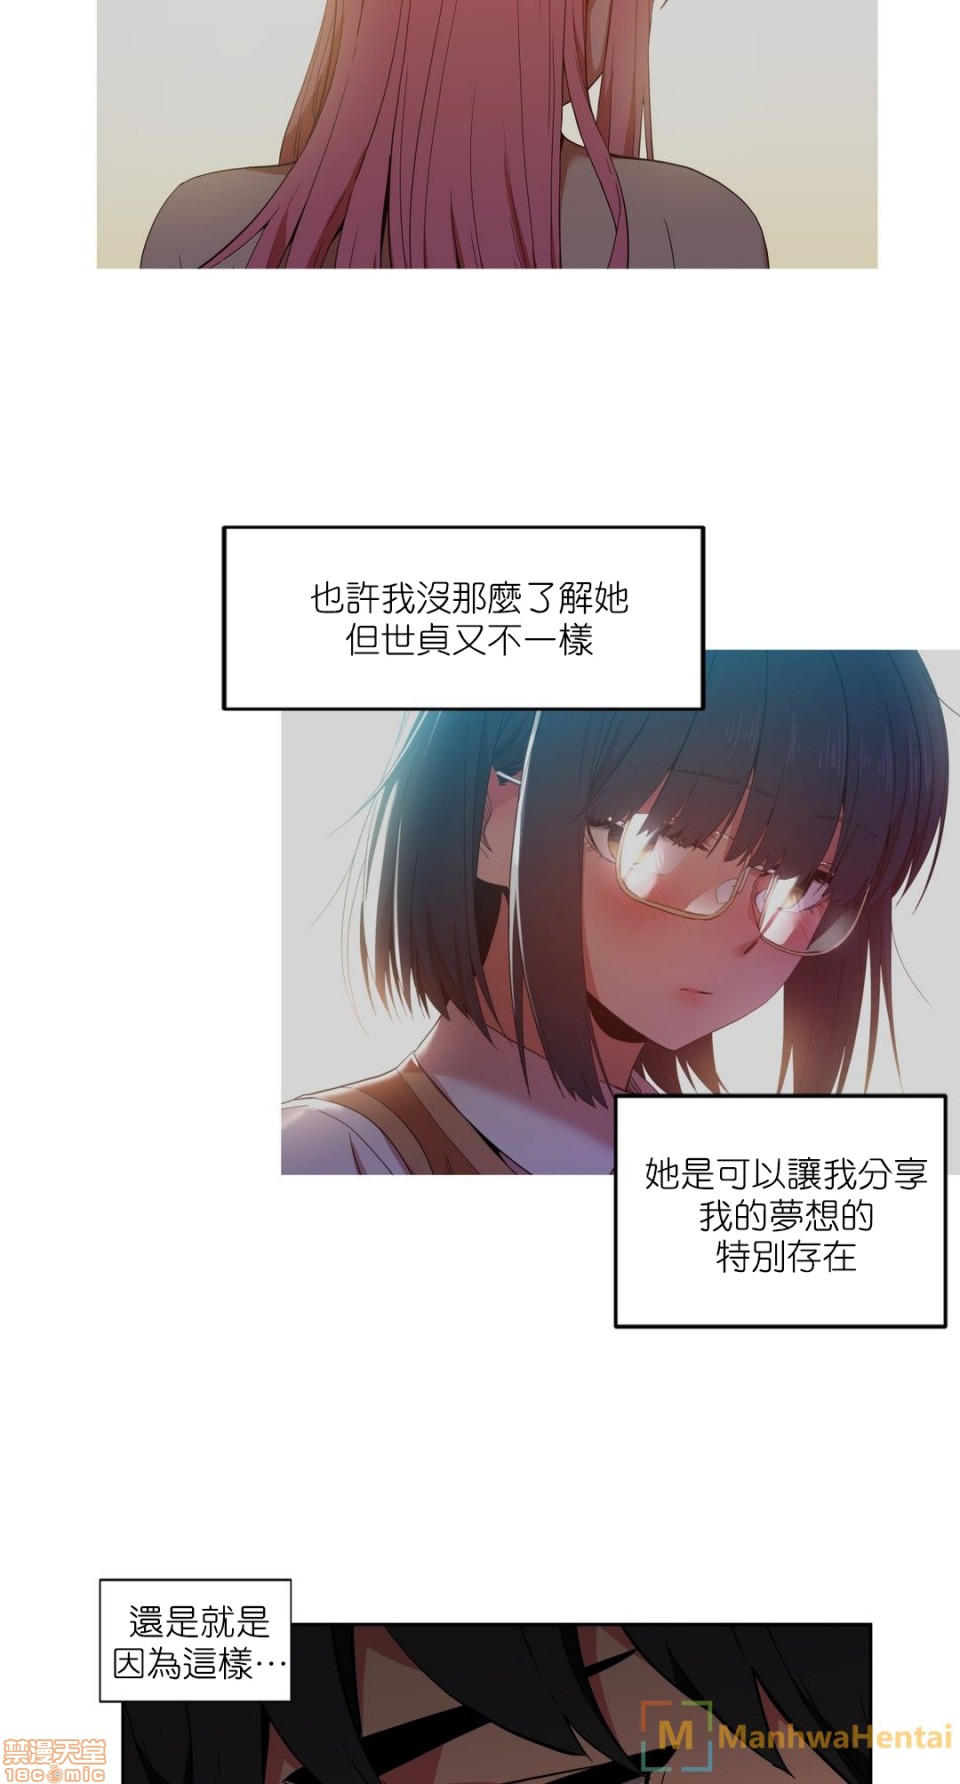 也許我沒那麼了解她
但世貞又不一樣
她是可以讓我分享
我的夢想的
特別存在
還是就是
因為這樣…
M ManhwaHentai
禁漫天堂
18comic